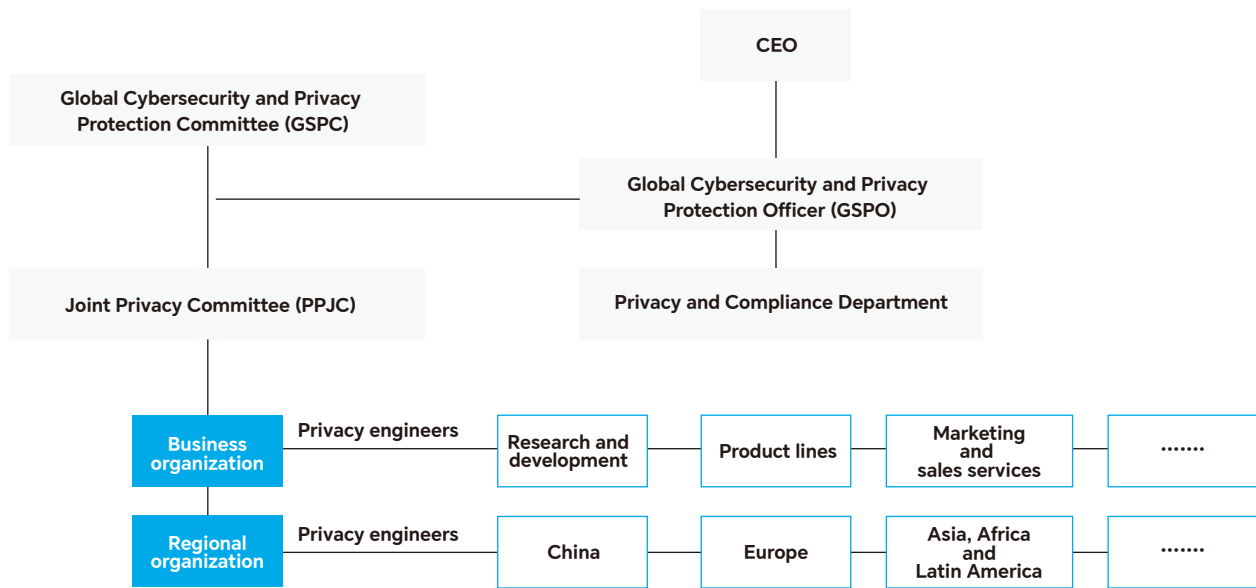 CEO
Global Cybersecurity and Privacy
Protection Committee (GSPC)
Global Cybersecurity and Privacy
Protection Officer (GSPO)
Joint Privacy Committee (PPJC)
Privacy and Compliance Department
Business
organization
Privacy engineers
Research and
development
Product lines
Marketing
and
sales services
.......
Regional
organization
Privacy engineers
China
Europe
Asia, Africa
and
Latin America
.......